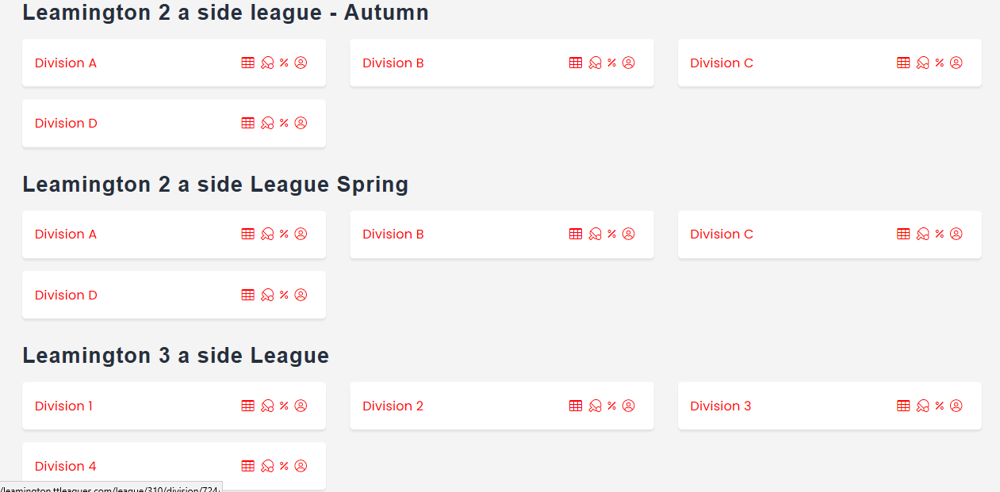 Leamington 2 a side league - Autumn
Division A
Division B
Division C
Division D
Leamington 2 a side League Spring
Division A
Division B
Division C
Division D
Leamington 3 a side League
Division 1
Division 2
Division 3
Division 4
/leamington.ttleagues.com/league/310/division/724